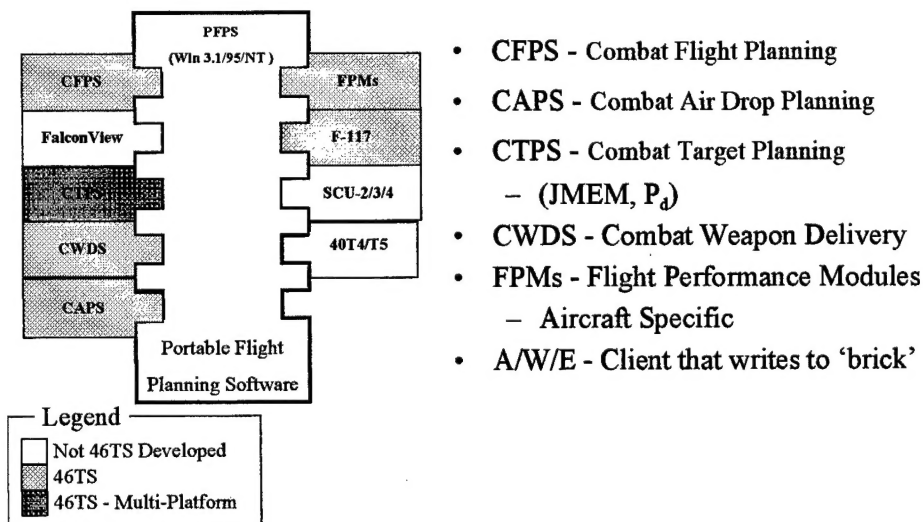 PFPS
(Win 3.1/95/NT )
CFPS
FalconView
CTPS
CWDS
CAPS
FPMs
F-117
SCU-2/3/4
40T4/T5
Portable Flight
Planning Software
Legend
Not 46TS Developed
46TS
46TS - Multi-Platform
• CFPS - Combat Flight Planning
• CAPS - Combat Air Drop Planning
• CTPS - Combat Target Planning
– (JMEM, Pd)
• CWDS - Combat Weapon Delivery
• FPMs - Flight Performance Modules
– Aircraft Specific
• A/W/E - Client that writes to ‘brick’